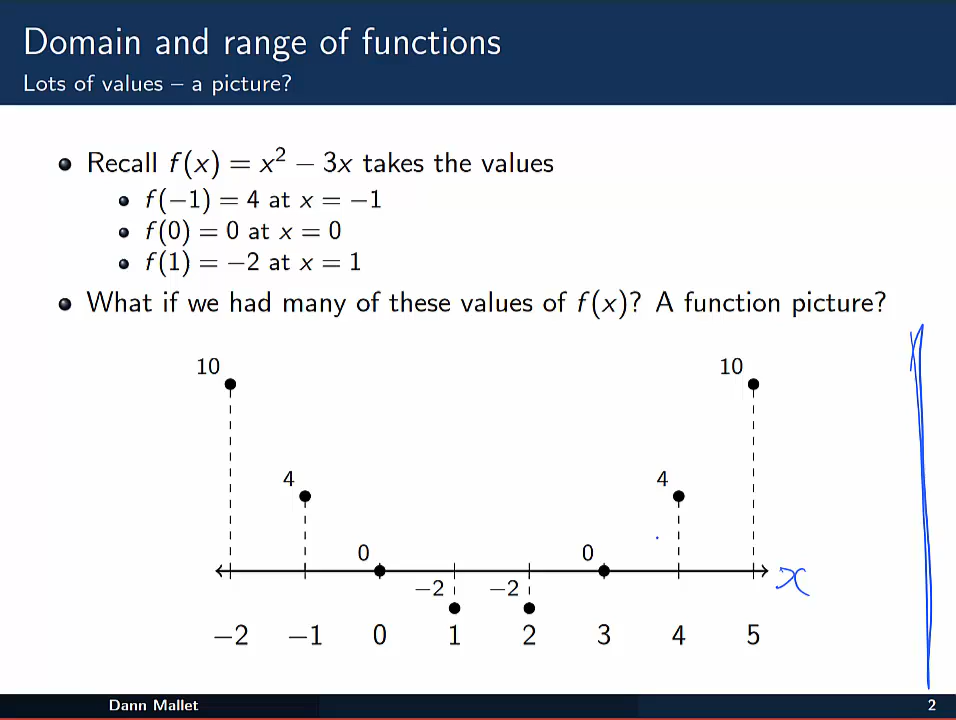 Domain and range of functions
Lots of values – a picture?
Recall f(x) = x² − 3x takes the values
f(−1) = 4 at x = −1
f(0) = 0 at x = 0
f(1) = −2 at x = 1
What if we had many of these values of f(x)? A function picture?
10 10
4 4
0 0
x
−2 −2
−2 −1 0 1 2 3 4 5
Dann Mallet 2